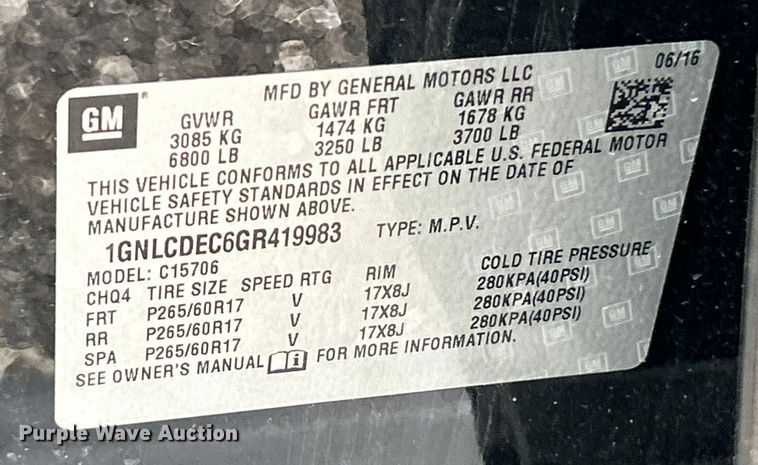 06/16
MFD BY GENERAL MOTORS LLC
GM
GVWR GAWR FRT GAWR RR
3085 KG 1474 KG 1678 KG
6800 LB 3250 LB 3700 LB
THIS VEHICLE CONFORMS TO ALL APPLICABLE U.S. FEDERAL MOTOR
VEHICLE SAFETY STANDARDS IN EFFECT ON THE DATE OF
MANUFACTURE SHOWN ABOVE.
1GNLCDEC6GR419983 TYPE: M.P.V.
MODEL: C15706
CHQ4 TIRE SIZE SPEED RTG RIM COLD TIRE PRESSURE
FRT P265/60R17 V 17X8J 280KPA(40PSI)
RR P265/60R17 V 17X8J 280KPA(40PSI)
SPA P265/60R17 V 17X8J 280KPA(40PSI)
SEE OWNER'S MANUAL FOR MORE INFORMATION.
Purple Wave Auction